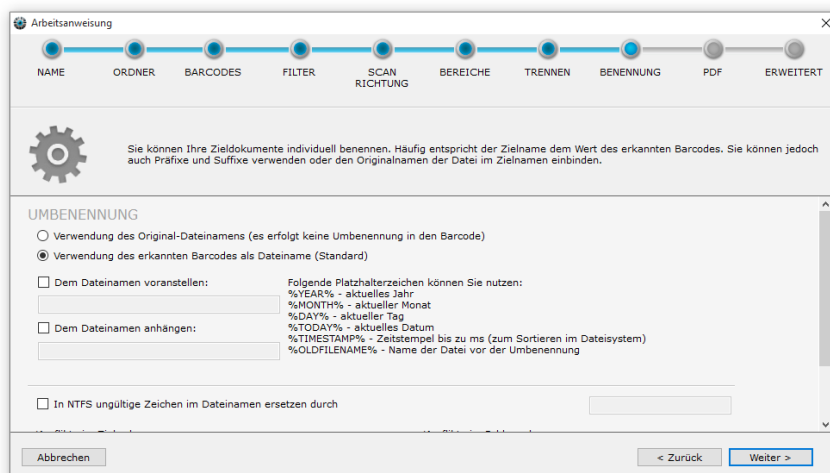 Arbeitsanweisung
NAME
ORDNER
BARCODES
FILTER
SCAN
RICHTUNG
BEREICHE
TRENNEN
BENENNUNG
PDF
ERWEITERT
Sie können Ihre Zieldokumente individuell benennen. Häufig entspricht der Zielname dem Wert des erkannten Barcodes. Sie können jedoch
auch Präfixe und Suffixe verwenden oder den Originalnamen der Datei im Zielnamen einbinden.
UMBENENNUNG
Verwendung des Original-Dateinamens (es erfolgt keine Umbenennung in den Barcode)
Verwendung des erkannten Barcodes als Dateiname (Standard)
Dem Dateinamen voranstellen:
Dem Dateinamen anhängen:
Folgende Platzhalterzeichen können Sie nutzen:
%YEAR% - aktuelles Jahr
%MONTH% - aktueller Monat
%DAY% - aktueller Tag
%TODAY% - aktuelles Datum
%TIMESTAMP% - Zeitstempel bis zu ms (zum Sortieren im Dateisystem)
%OLDFILENAME% - Name der Datei vor der Umbenennung
In NTFS ungültige Zeichen im Dateinamen ersetzen durch
Abbrechen
< Zurück
Weiter >